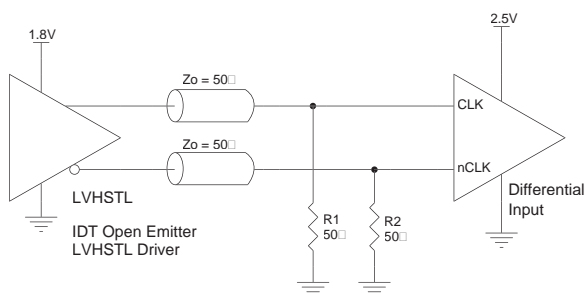 1.8V
2.5V
Zo = 50□
CLK
Zo = 50□
nCLK
LVHSTL
Differential
Input
IDT Open Emitter
LVHSTL Driver
R1
50□
R2
50□